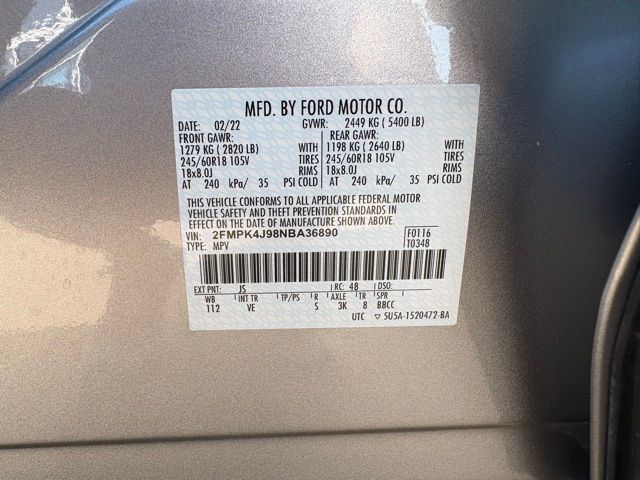 MFD. BY FORD MOTOR CO.
DATE: 02/22 GVWR: 2449 KG ( 5400 LB)
FRONT GAWR: REAR GAWR:
1279 KG ( 2820 LB) WITH 1198 KG ( 2640 LB) WITH
245/60R18 105V TIRES 245/60R18 105V TIRES
18x8.0J RIMS 18x8.0J RIMS
AT 240 kPa/ 35 PSI COLD AT 240 kPa/ 35 PSI COLD
THIS VEHICLE CONFORMS TO ALL APPLICABLE FEDERAL MOTOR
VEHICLE SAFETY AND THEFT PREVENTION STANDARDS IN
EFFECT ON THE DATE OF MANUFACTURE SHOWN ABOVE.
VIN: 2FMPK4J98NBA36890 F0116
TYPE: MPV T0348
EXT PNT: JS RC: 48 DSO:
WB INT TR TP/PS R AXLE TR SPR
112 VE S 3K 8 BBCC
UTC ▽ 5U5A-1520472-BA